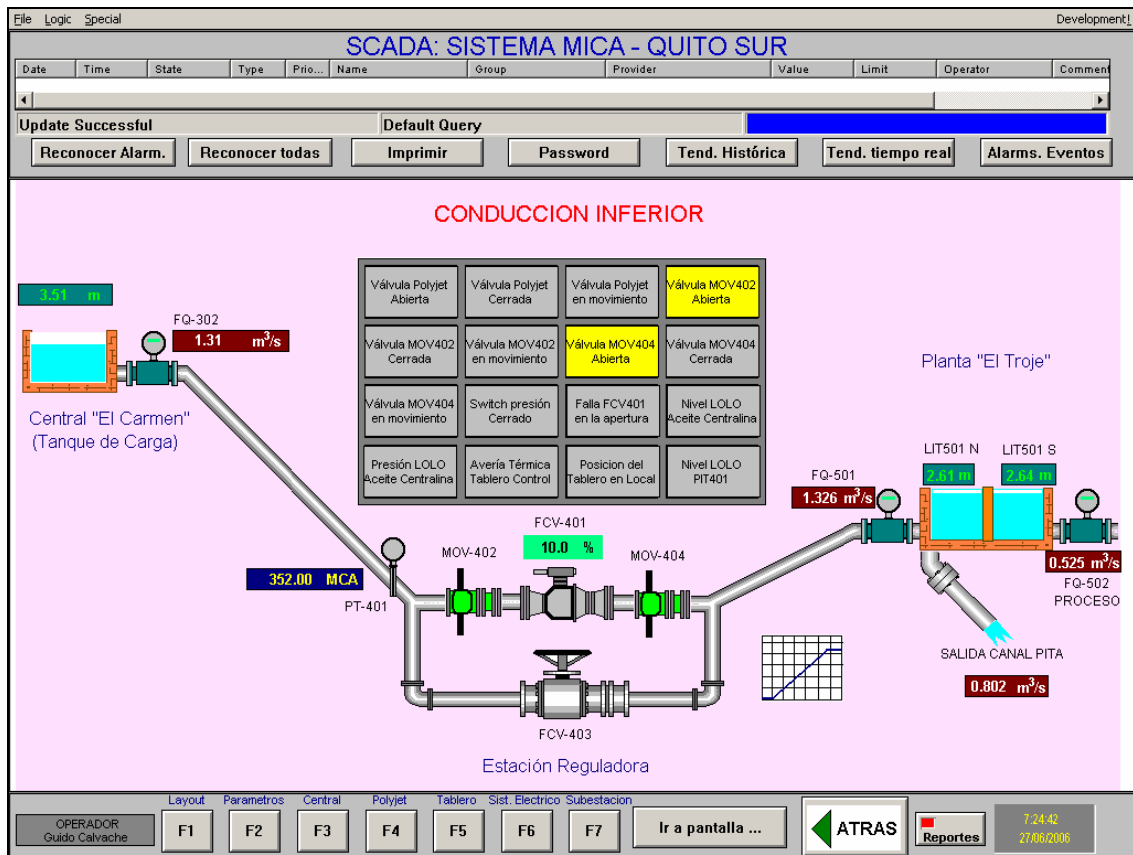 File Logic Special Development!
SCADA: SISTEMA MICA - QUITO SUR
Date Time State Type Prio... Name Group Provider Value Limit Operator Comment
Update Successful Default Query
Reconocer Alarm. Reconocer todas Imprimir Password Tend. Histórica Tend. tiempo real Alarms. Eventos
CONDUCCION INFERIOR
Válvula Polyjet Abierta
Válvula Polyjet Cerrada
Válvula Polyjet en movimiento
Válvula MOV402 Abierta
Válvula MOV402 Cerrada
Válvula MOV402 en movimiento
Válvula MOV404 Abierta
Válvula MOV404 Cerrada
Válvula MOV404 en movimiento
Switch presión Cerrado
Falla FCV401 en la apertura
Nivel LOLO Aceite Centralina
Presión LOLO Aceite Centralina
Avería Térmica Tablero Control
Posicion del Tablero en Local
Nivel LOLO PIT401
3.51 m
FQ-302
1.31 m³/s
Central "El Carmen"
(Tanque de Carga)
Planta "El Troje"
LIT501 N LIT501 S
2.61 m 2.64 m
FQ-501
1.326 m³/s
0.525 m³/s
FQ-502
PROCESO
FCV-401
10.0 %
MOV-402
MOV-404
352.00 MCA
PT-401
SALIDA CANAL PITA
0.802 m³/s
FCV-403
Estación Reguladora
Layout Parametros Central Polyjet Tablero Sist. Electrico Subestacion
F1 F2 F3 F4 F5 F6 F7
Ir a pantalla ...
ATRAS
Reportes
OPERADOR
Guido Calvache
7:24:42
27/06/2006